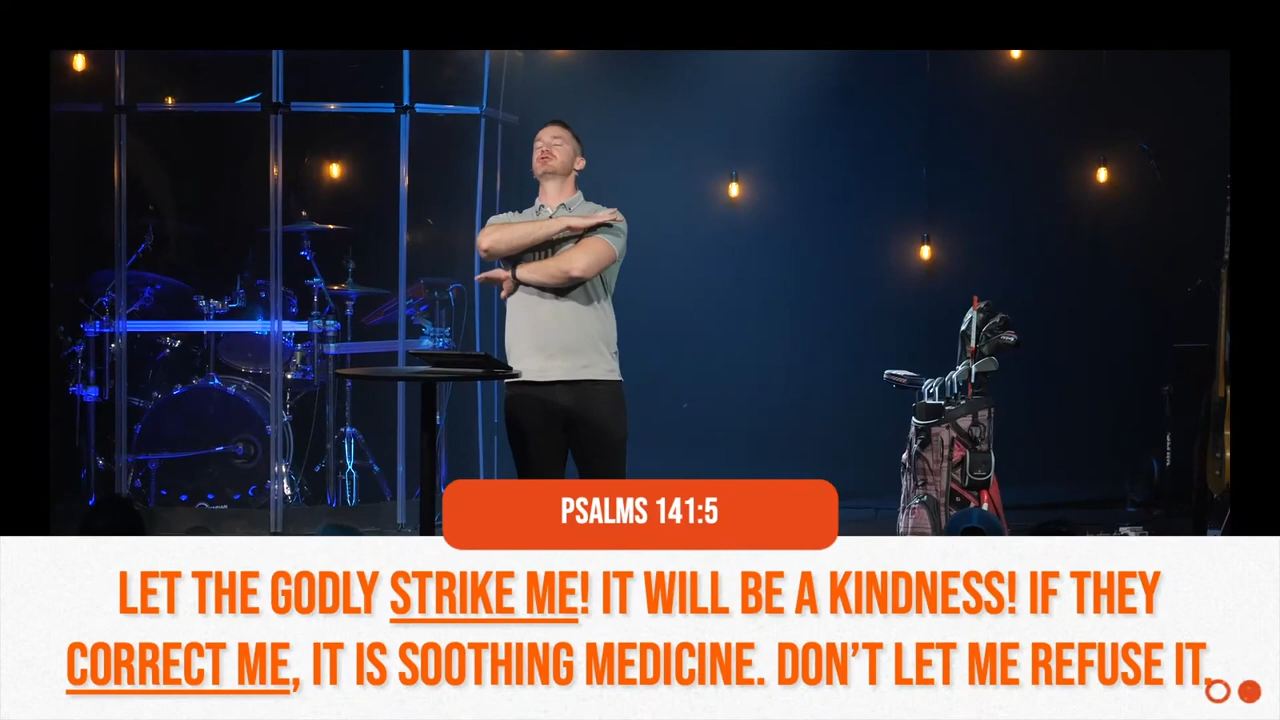 PSALMS 141:5
LET THE GODLY STRIKE ME! IT WILL BE A KINDNESS! IF THEY
CORRECT ME, IT IS SOOTHING MEDICINE. DON’T LET ME REFUSE IT.